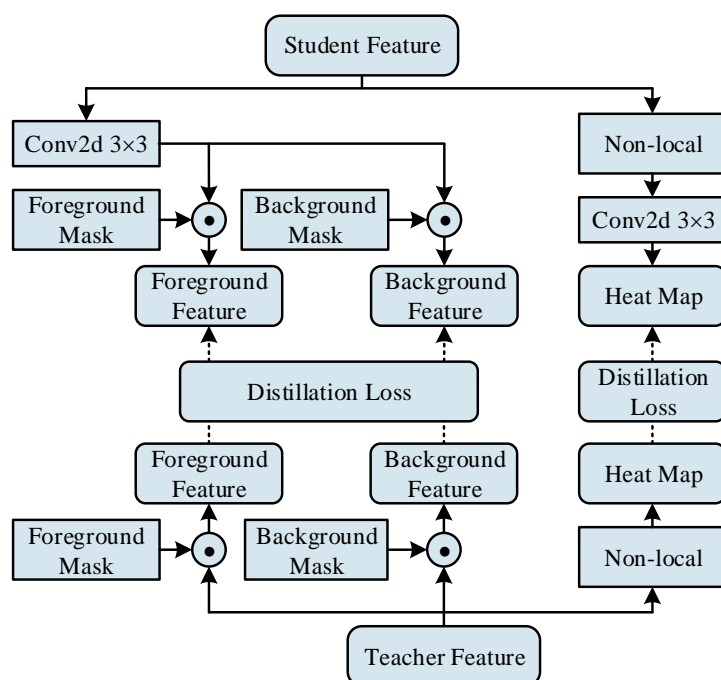 Student Feature
Conv2d 3×3
Non-local
Foreground
Mask
Background
Mask
Conv2d 3×3
Foreground
Feature
Background
Feature
Heat Map
Distillation Loss
Distillation
Loss
Foreground
Feature
Background
Feature
Heat Map
Foreground
Mask
Background
Mask
Non-local
Teacher Feature